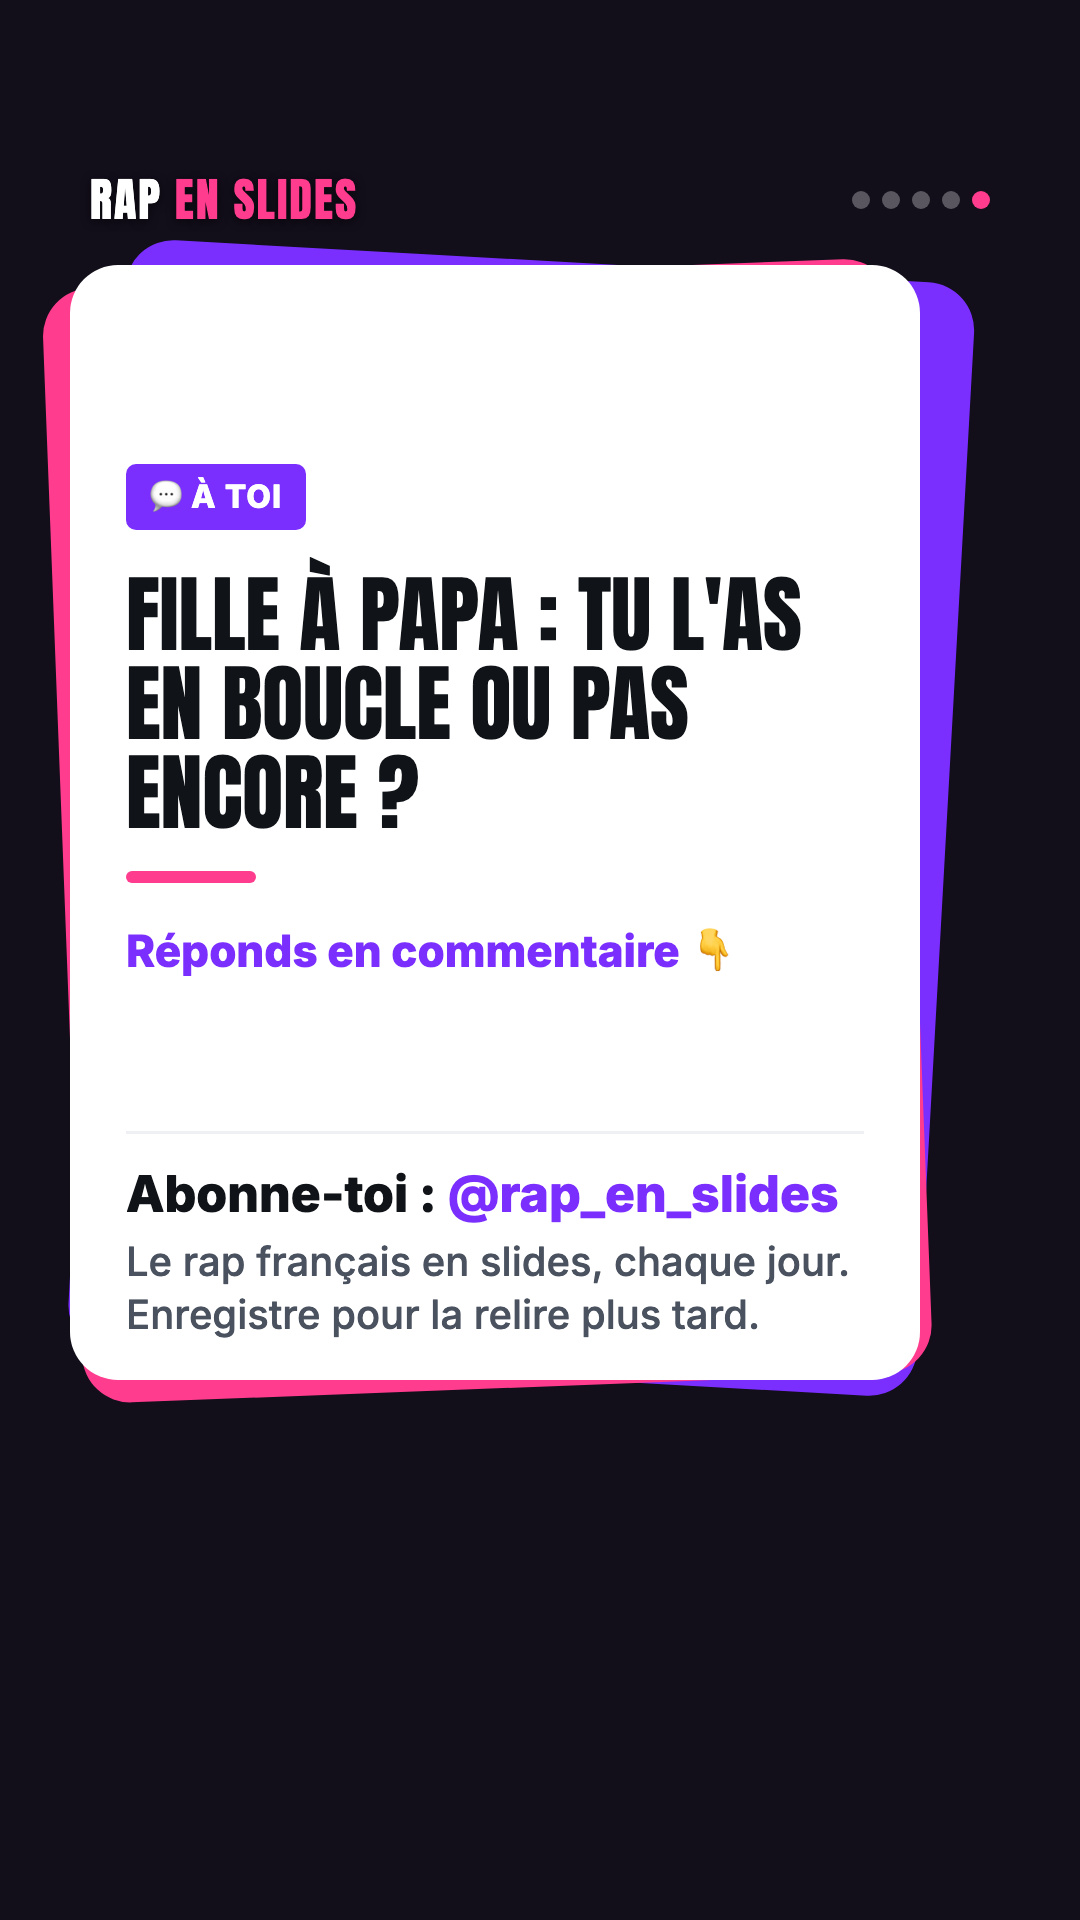 RAP EN SLIDES
💬 À TOI
FILLE À PAPA : TU L'AS
EN BOUCLE OU PAS
ENCORE ?
Réponds en commentaire 👇
Abonne-toi : @rap_en_slides
Le rap français en slides, chaque jour.
Enregistre pour la relire plus tard.